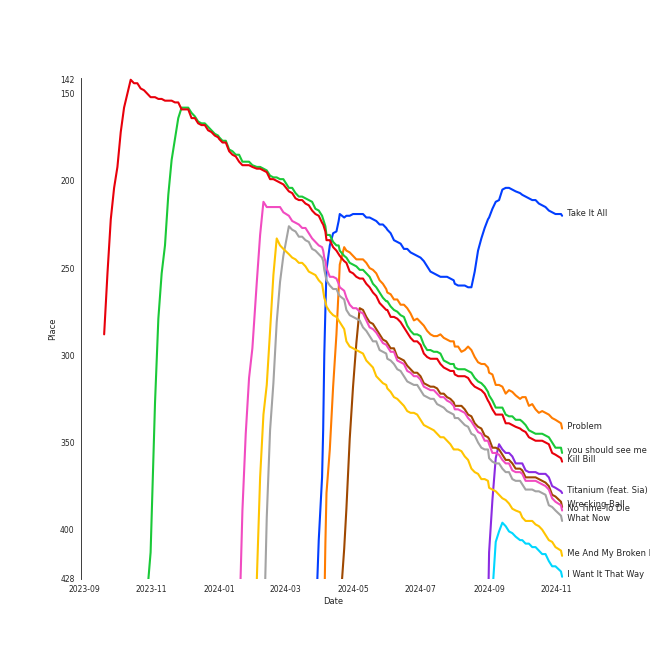 142
150
200
250
300
350
400
428
Place
2023-09
2023-11
2024-01
2024-03
2024-05
2024-07
2024-09
2024-11
Date
Take It All
Problem
you should see me
Kill Bill
Titanium (feat. Sia)
Wrecking Ball
No Time To Die
What Now
Me And My Broken
I Want It That Way